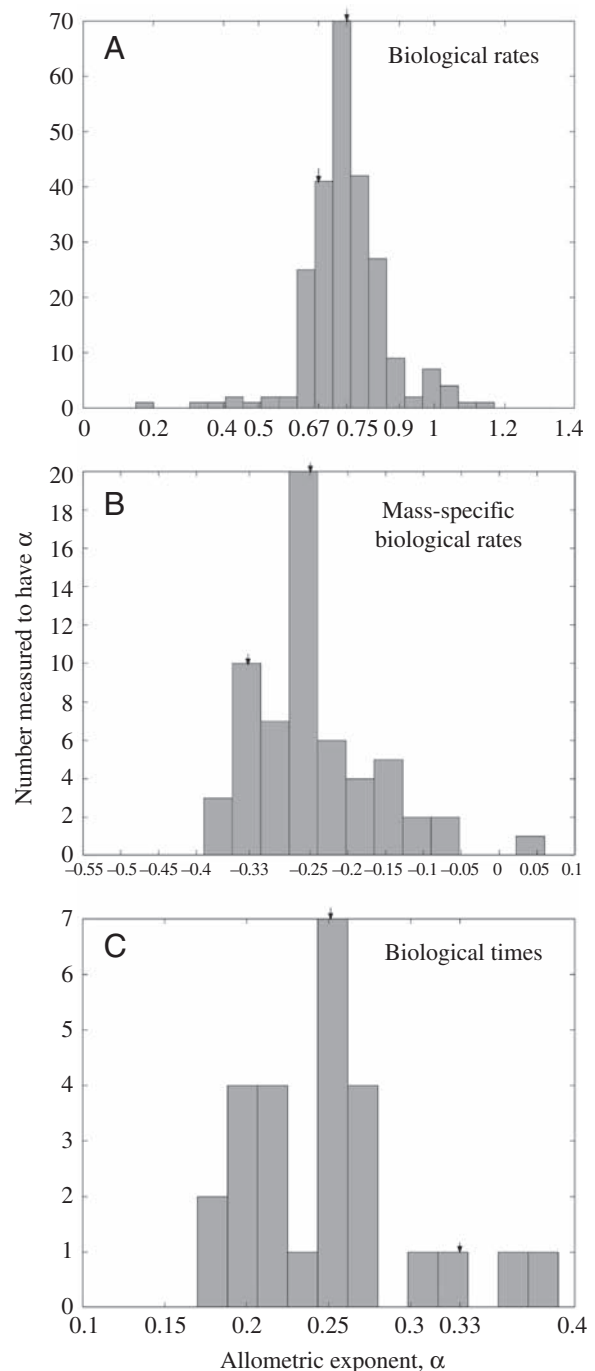 A
Biological rates
70
60
50
40
30
20
10
0
0 0.2 0.4 0.5 0.67 0.75 0.9 1 1.2 1.4
B
Mass-specific
biological rates
20
18
16
14
12
10
8
6
4
2
0
−0.55 −0.5 −0.45 −0.4 −0.33 −0.25 −0.2 −0.15 −0.1 −0.05 0 0.05 0.1
Number measured to have α
C
Biological times
7
6
5
4
3
2
1
0
0.1 0.15 0.2 0.25 0.3 0.33 0.4
Allometric exponent, α